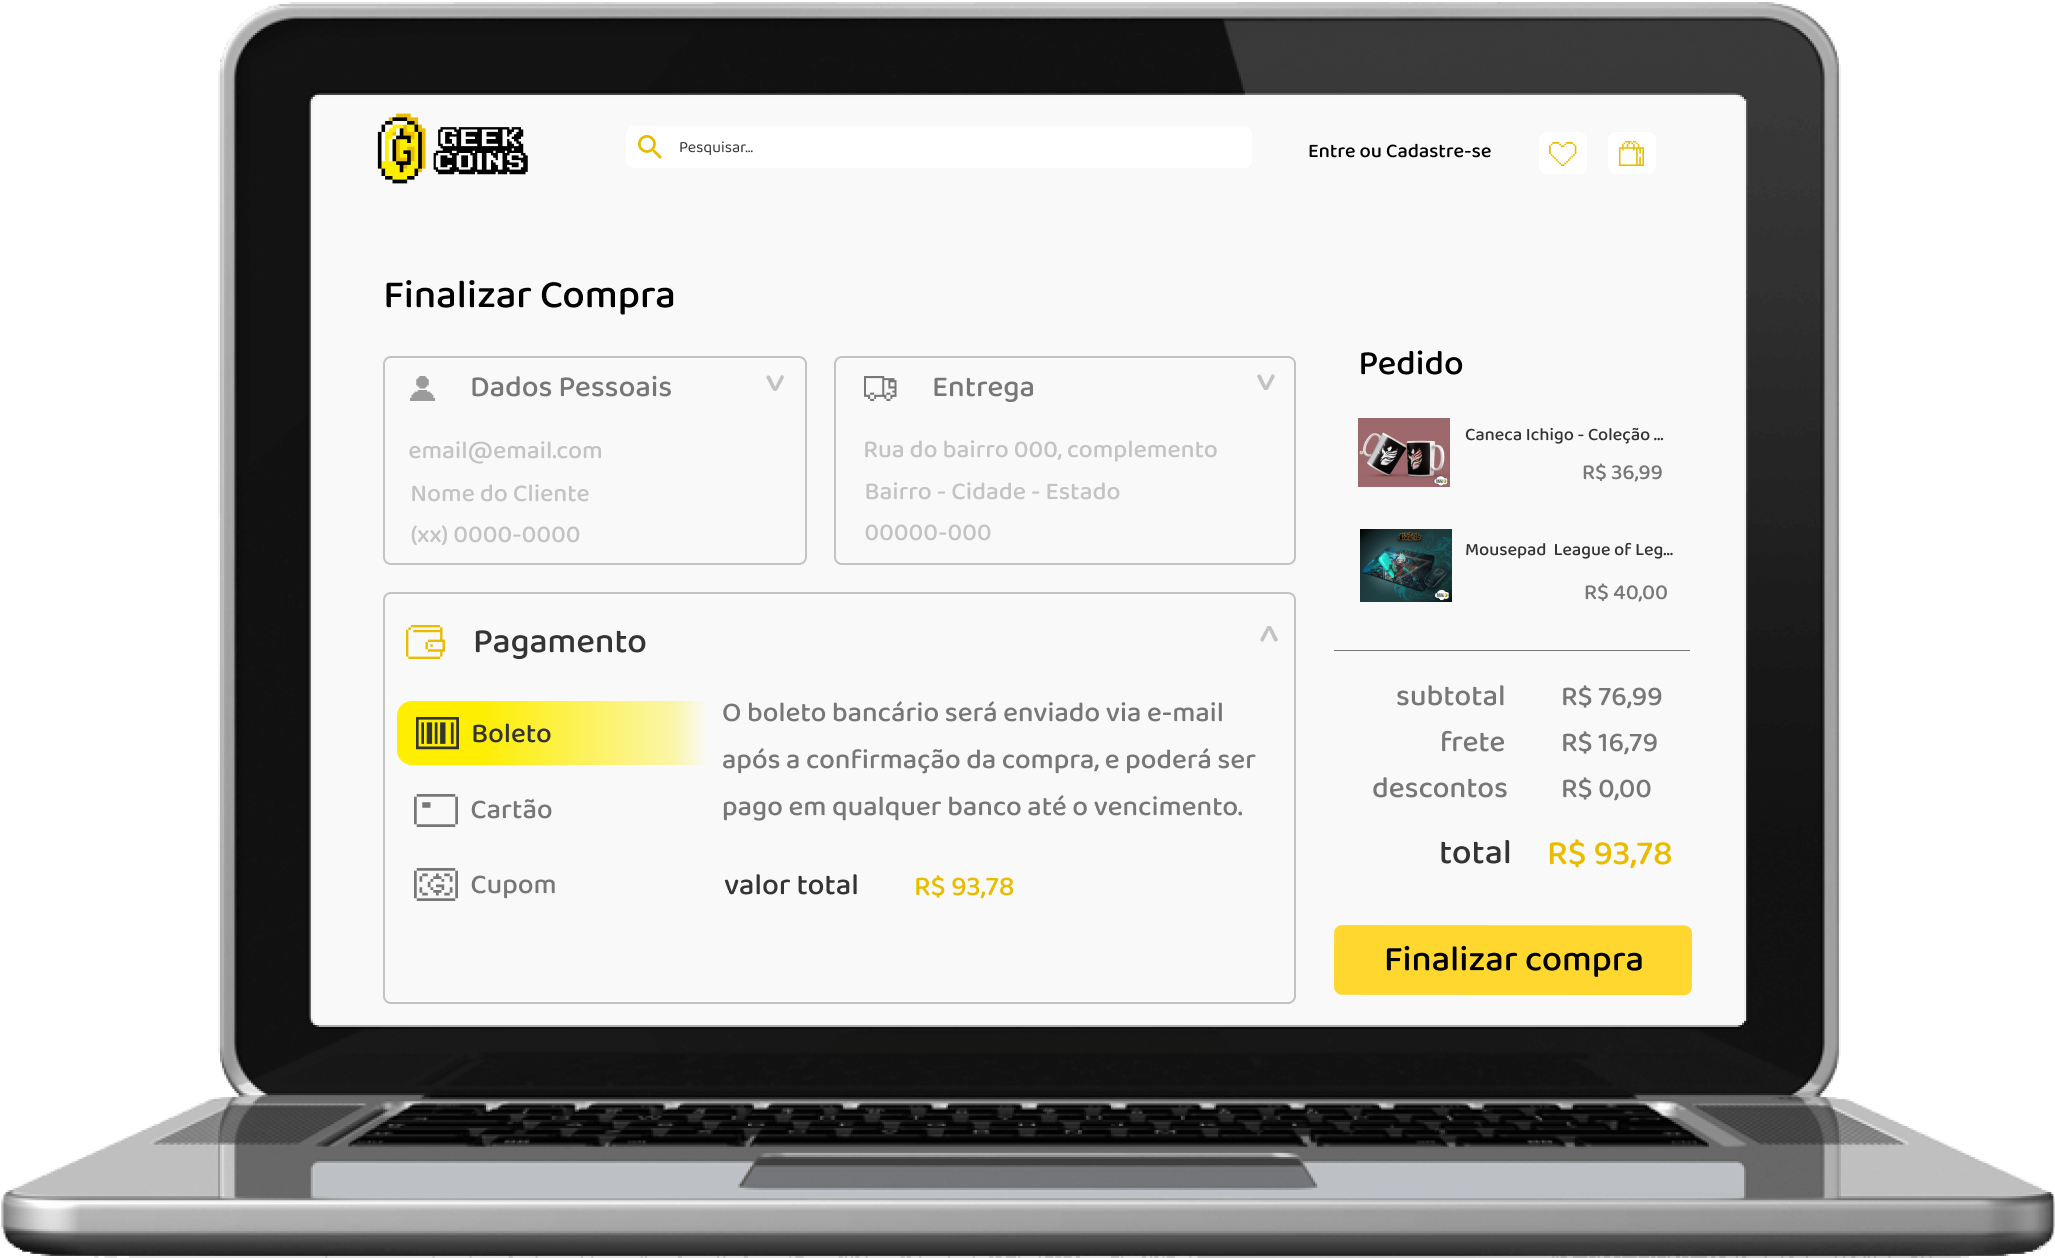 GEEK
COINS
Pesquisar...
Entre ou Cadastre-se
Finalizar Compra
Dados Pessoais
email@email.com
Nome do Cliente
(xx) 0000-0000
Entrega
Rua do bairro 000, complemento
Bairro - Cidade - Estado
00000-000
Pagamento
Boleto
Cartão
Cupom
O boleto bancário será enviado via e-mail
após a confirmação da compra, e poderá ser
pago em qualquer banco até o vencimento.
valor total R$ 93,78
Pedido
Caneca Ichigo - Coleção ...
R$ 36,99
Mousepad League of Leg...
R$ 40,00
subtotal R$ 76,99
frete R$ 16,79
descontos R$ 0,00
total R$ 93,78
Finalizar compra